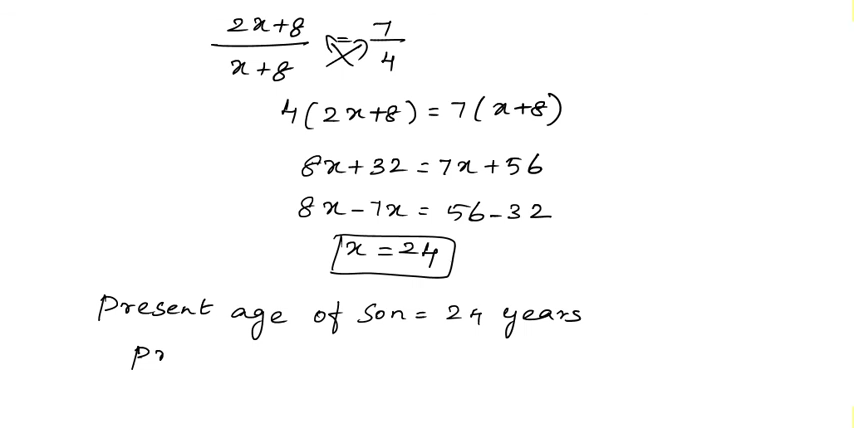 2x+8 / x+8 = 7/4
4(2x+8) = 7(x+8)
8x+32 = 7x+56
8x-7x = 56-32
x = 24
Present age of Son = 24 years
Pr